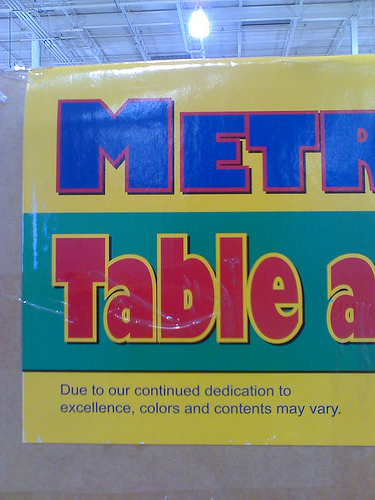 METR
Table a
Due to our continued dedication to
excellence, colors and contents may vary.